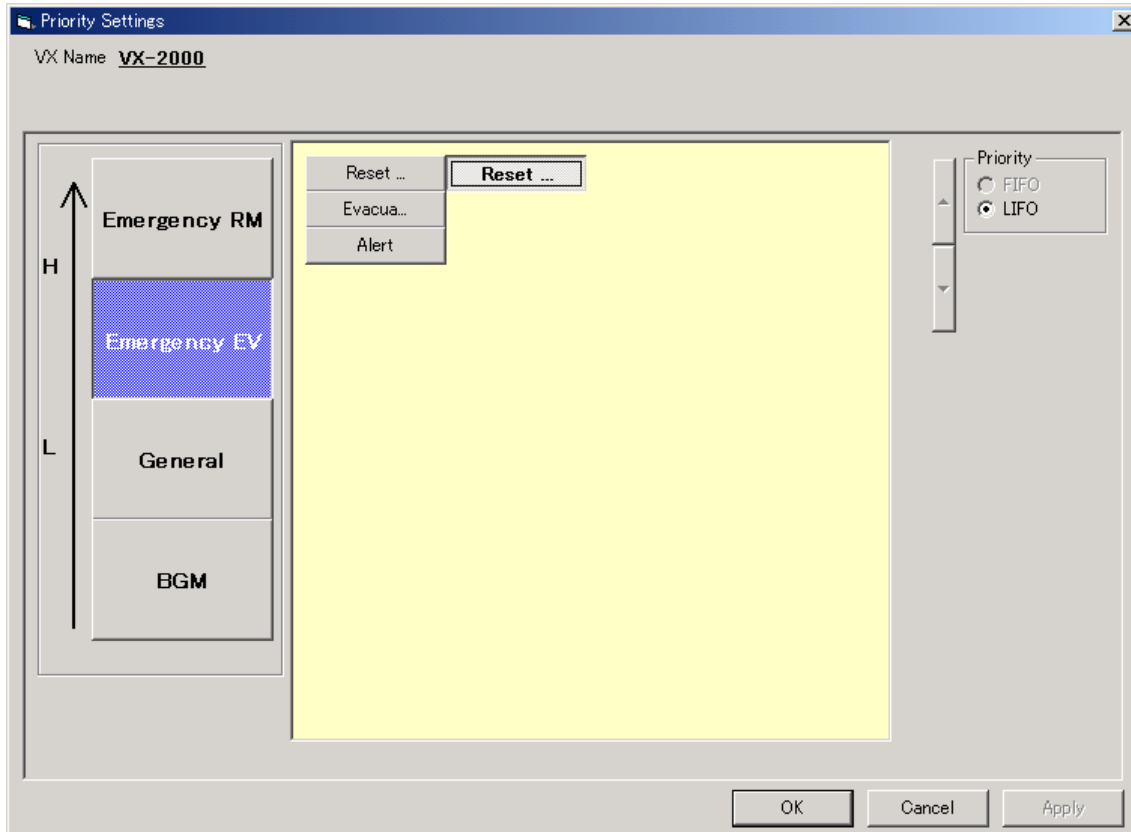 Priority Settings
VX Name VX-2000
H
L
Emergency RM
Emergency EV
General
BGM
Reset ... Reset ...
Evacua...
Alert
Priority
FIFO
LIFO
OK Cancel Apply